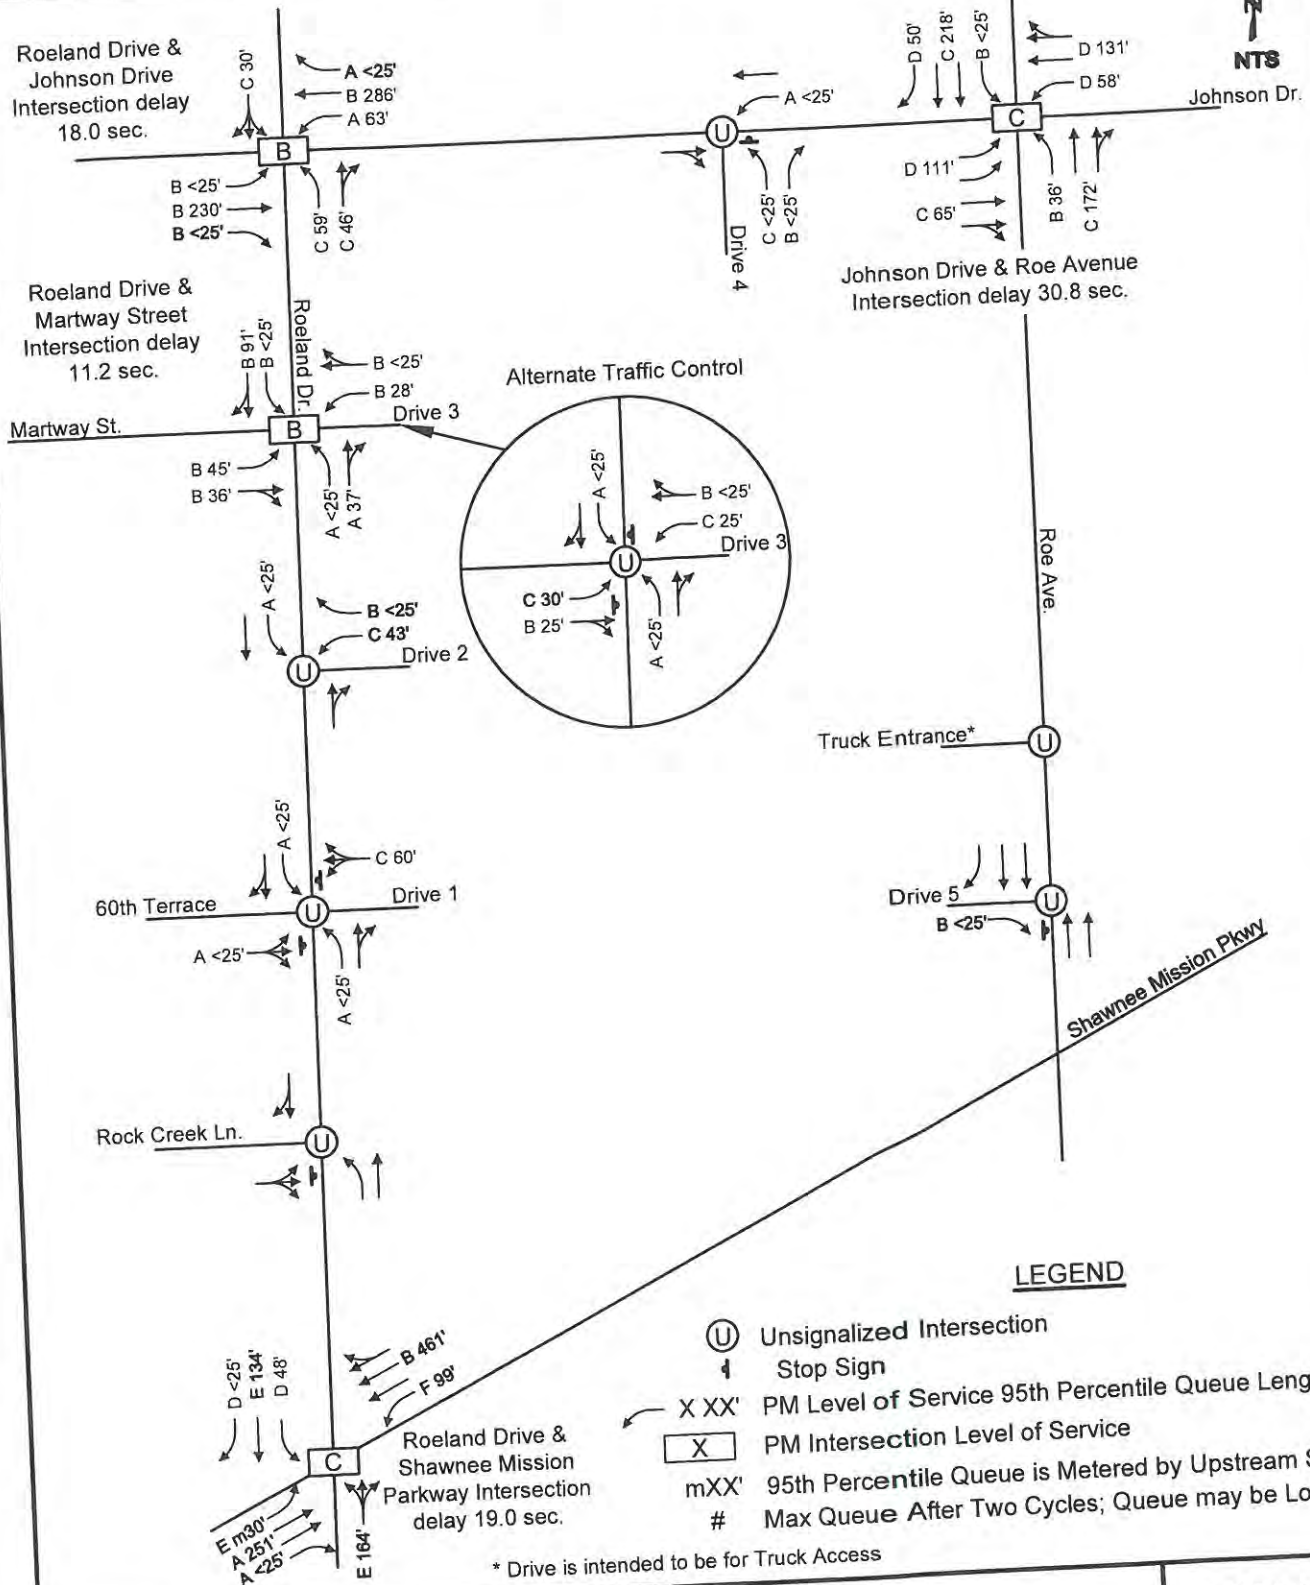 Roeland Drive &
Johnson Drive
Intersection delay
18.0 sec.
C 30'
A <25'
B 286'
A 63'
B
B <25'
B 230'
B <25'
C 59'
C 46'
A <25'
U
C <25'
B <25'
Drive 4
D 50'
C 218'
B <25'
D 131'
D 58'
C
D 111'
C 65'
B 36'
C 172'
N
NTS
Johnson Dr.
Johnson Drive & Roe Avenue
Intersection delay 30.8 sec.
Roeland Drive &
Martway Street
Intersection delay
11.2 sec.
Roeland Dr.
B 91'
B <25'
B <25'
B 28'
Drive 3
Martway St.
B
B 45'
B 36'
A <25'
A 37'
Alternate Traffic Control
A <25'
B <25'
C 25'
Drive 3
U
C 30'
B 25'
A <25'
A <25'
B <25'
C 43'
Drive 2
U
Roe Ave.
Truck Entrance*
U
A <25'
C 60'
60th Terrace
Drive 1
U
A <25'
A <25'
Drive 5
U
B <25'
Shawnee Mission Pkwy
Rock Creek Ln.
U
D <25'
E 134'
D 48'
B 461'
F 99'
C
E m30'
A 251'
A <25'
E 164'
Roeland Drive &
Shawnee Mission
Parkway Intersection
delay 19.0 sec.
LEGEND
U Unsignalized Intersection
Stop Sign
X XX' PM Level of Service 95th Percentile Queue Leng
X PM Intersection Level of Service
mXX' 95th Percentile Queue is Metered by Upstream S
# Max Queue After Two Cycles; Queue may be Lo
* Drive is intended to be for Truck Access